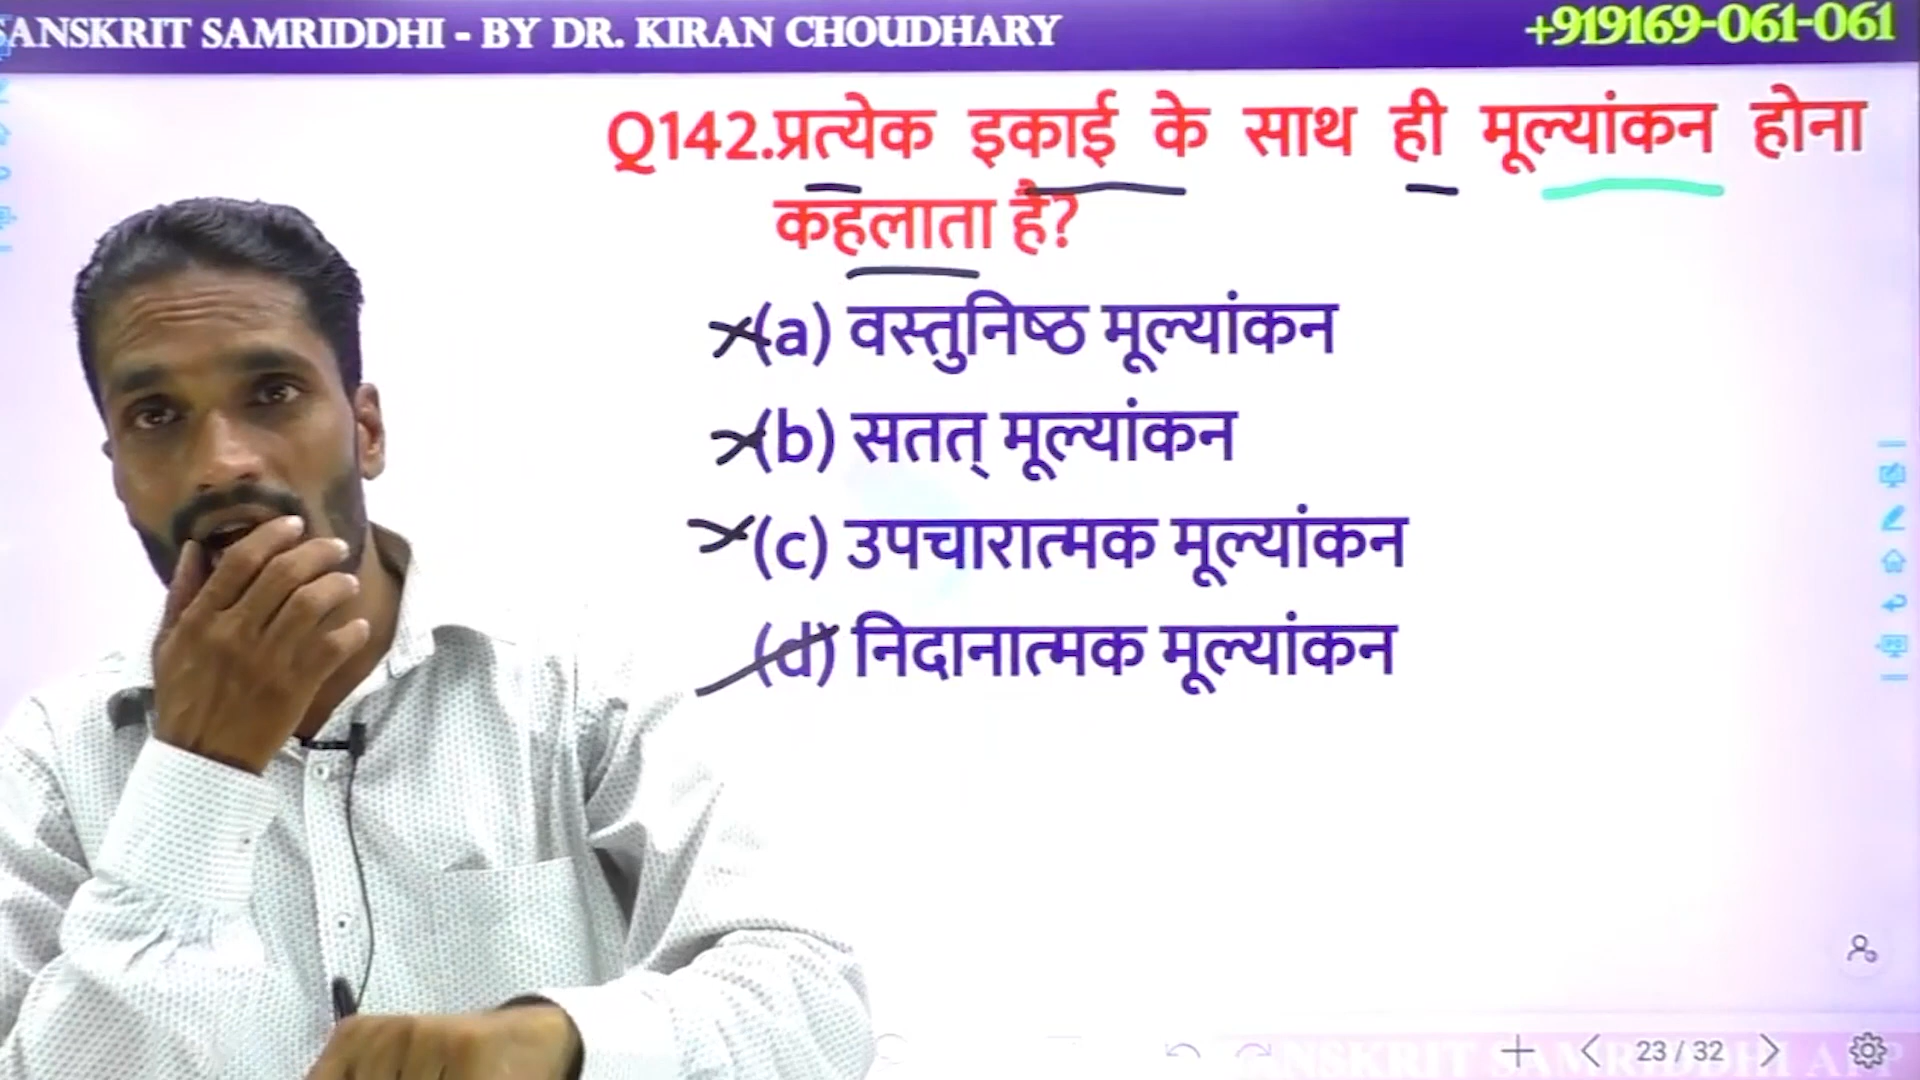 SANSKRIT SAMRIDDHI - BY DR. KIRAN CHOUDHARY
+919169-061-061
Q142.प्रत्येक इकाई के साथ ही मूल्यांकन होना
कहलाता है?
(a) वस्तुनिष्ठ मूल्यांकन
(b) सतत् मूल्यांकन
(c) उपचारात्मक मूल्यांकन
(d) निदानात्मक मूल्यांकन
23 / 32